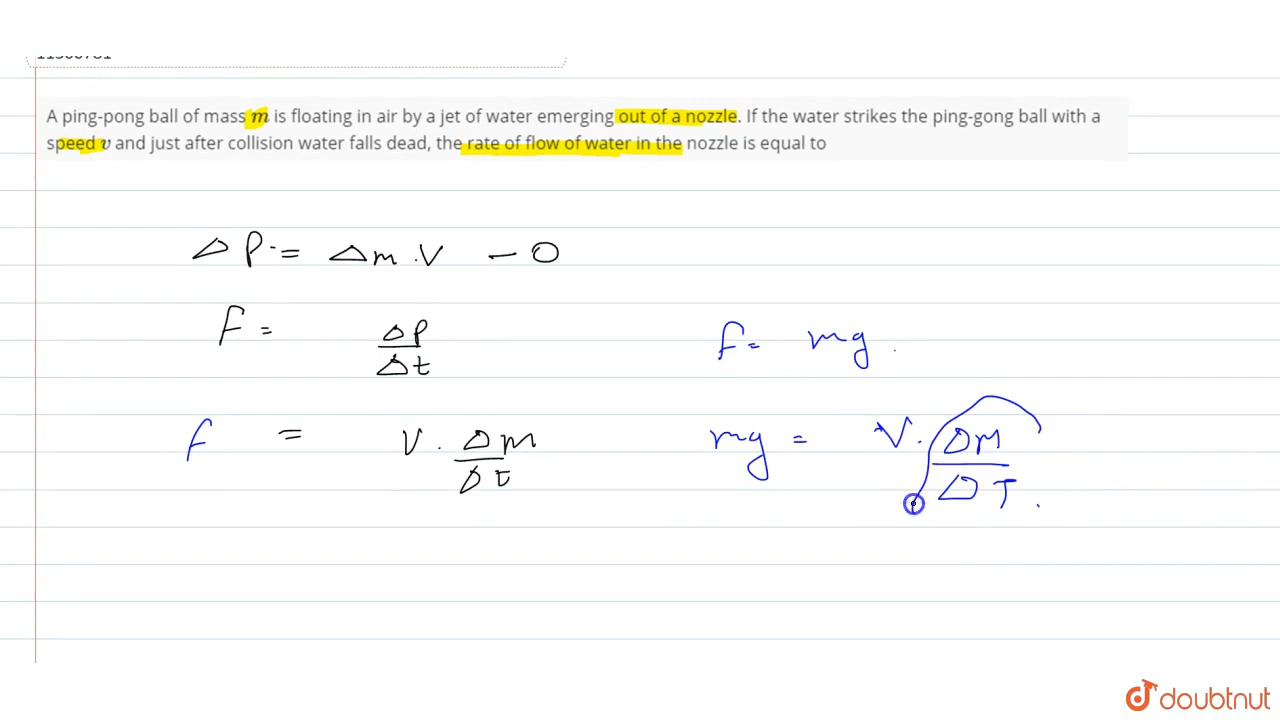 A ping-pong ball of mass m is floating in air by a jet of water emerging out of a nozzle. If the water strikes the ping-gong ball with a
speed v and just after collision water falls dead, the rate of flow of water in the nozzle is equal to
Δ P = Δm . V - 0
F = ΔP/Δt
F = mg
F = V . Δm/Δt
mg = V . ΔM/ΔT
doubtnut